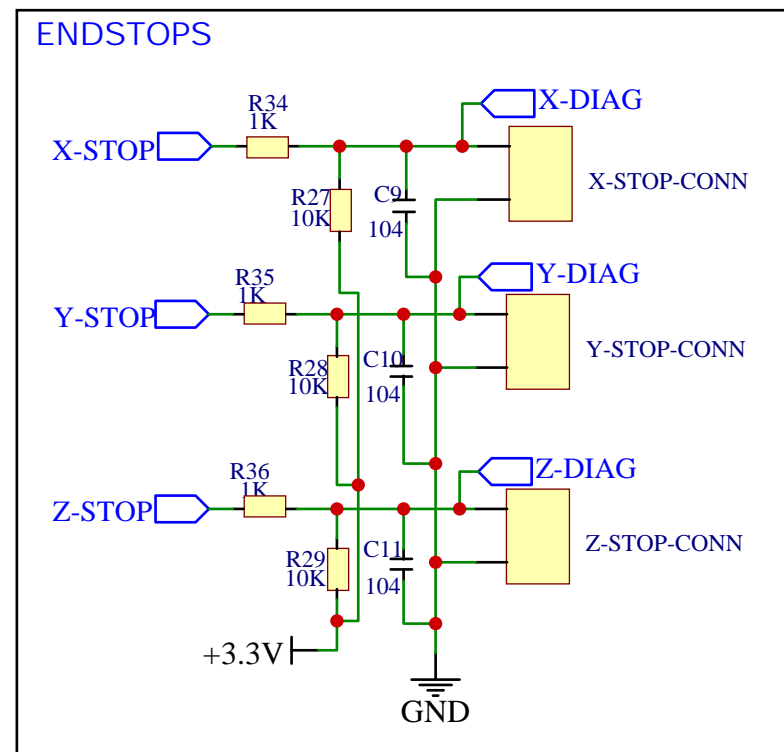 ENDSTOPS
X-DIAG
R34
1K
X-STOP
X-STOP-CONN
R27
10K
C9
104
Y-DIAG
R35
1K
Y-STOP
Y-STOP-CONN
R28
10K
C10
104
Z-DIAG
R36
1K
Z-STOP
Z-STOP-CONN
R29
10K
C11
104
+3.3V
GND